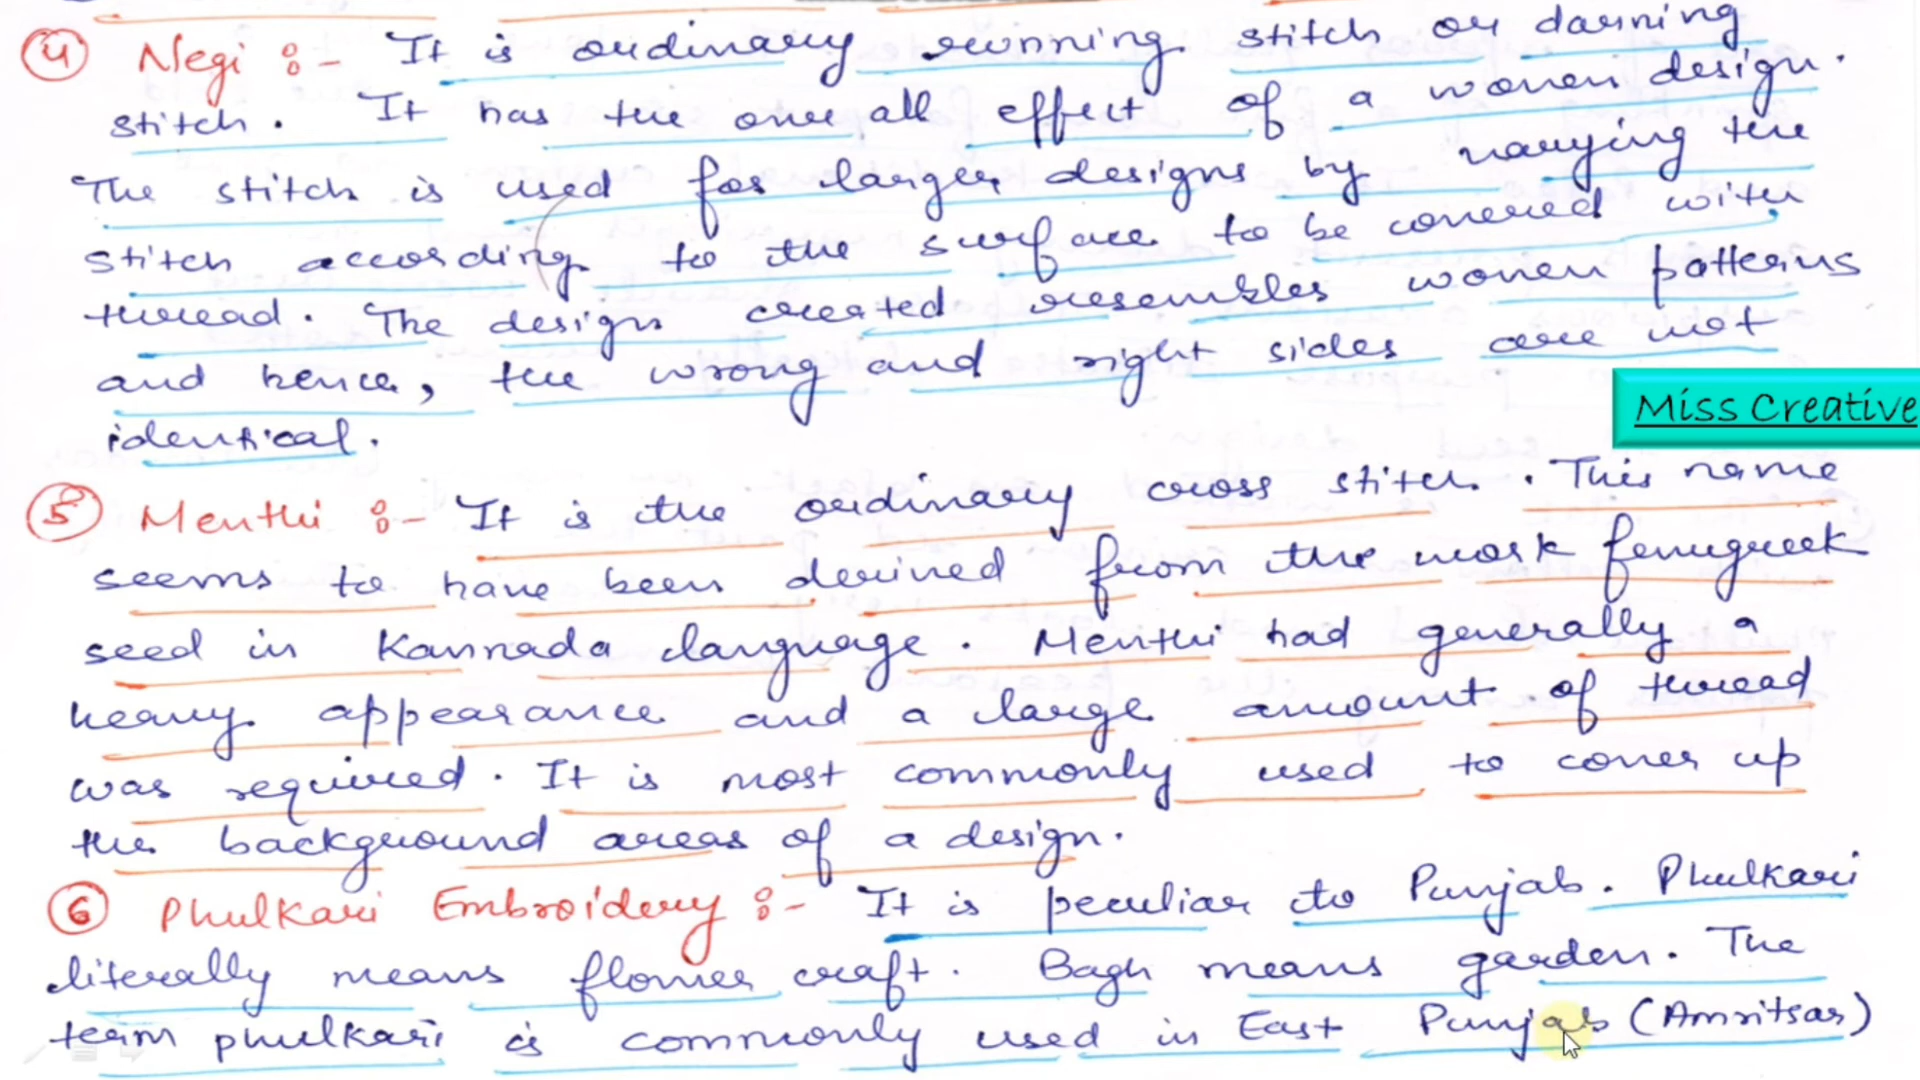 ④ Negi :- It is ordinary running stitch or darning
stitch. It has the over all effect of a woven design.
The stitch is used for larger designs by varying the
stitch according to the surface to be covered with
thread. The design created resembles woven patterns
and hence, the wrong and right sides are not
identical.
Miss Creative
⑤ Menthi :- It is the ordinary cross stitch. This name
seems to have been derived from the work fenugreek
seed in Kannada language. Menthi had generally a
heavy appearance and a large amount of thread
was required. It is most commonly used to cover up
the background areas of a design.
⑥ Phulkari Embroidery :- It is peculiar to Punjab. Phulkari
literally means flower craft. Bagh means garden. The
team phulkari is commonly used in East Punjab (Amritsar)